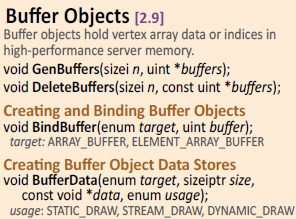 Buffer Objects [2.9]
Buffer objects hold vertex array data or indices in
high-performance server memory.
void GenBuffers(sizei n, uint *buffers);
void DeleteBuffers(sizei n, const uint *buffers);
Creating and Binding Buffer Objects
void BindBuffer(enum target, uint buffer);
target: ARRAY_BUFFER, ELEMENT_ARRAY_BUFFER
Creating Buffer Object Data Stores
void BufferData(enum target, sizeiptr size,
const void *data, enum usage);
usage: STATIC_DRAW, STREAM_DRAW, DYNAMIC_DRAW